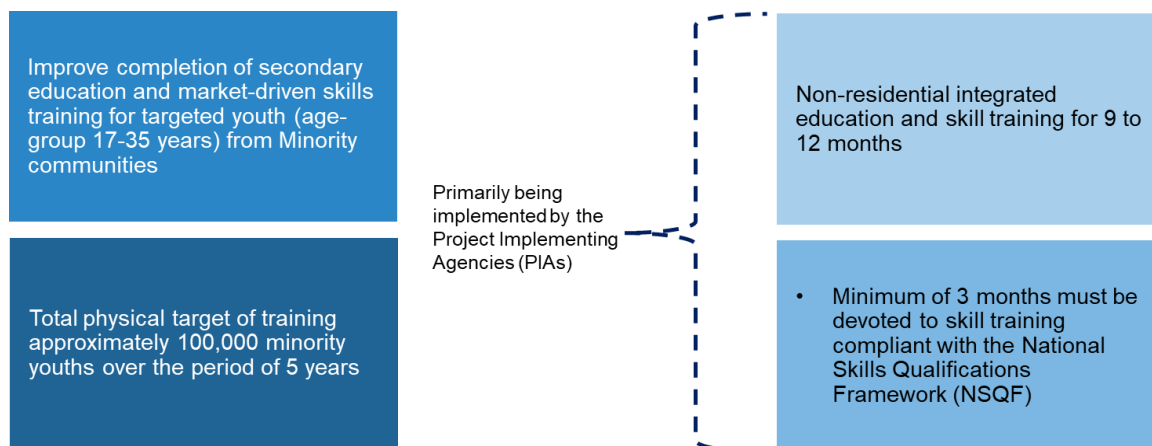 Improve completion of secondary
education and market-driven skills
training for targeted youth (age-
group 17-35 years) from Minority
communities
Total physical target of training
approximately 100,000 minority
youths over the period of 5 years
Primarily being
implemented by the
Project Implementing
Agencies (PIAs)
Non-residential integrated
education and skill training for 9 to
12 months
• Minimum of 3 months must be
devoted to skill training
compliant with the National
Skills Qualifications
Framework (NSQF)